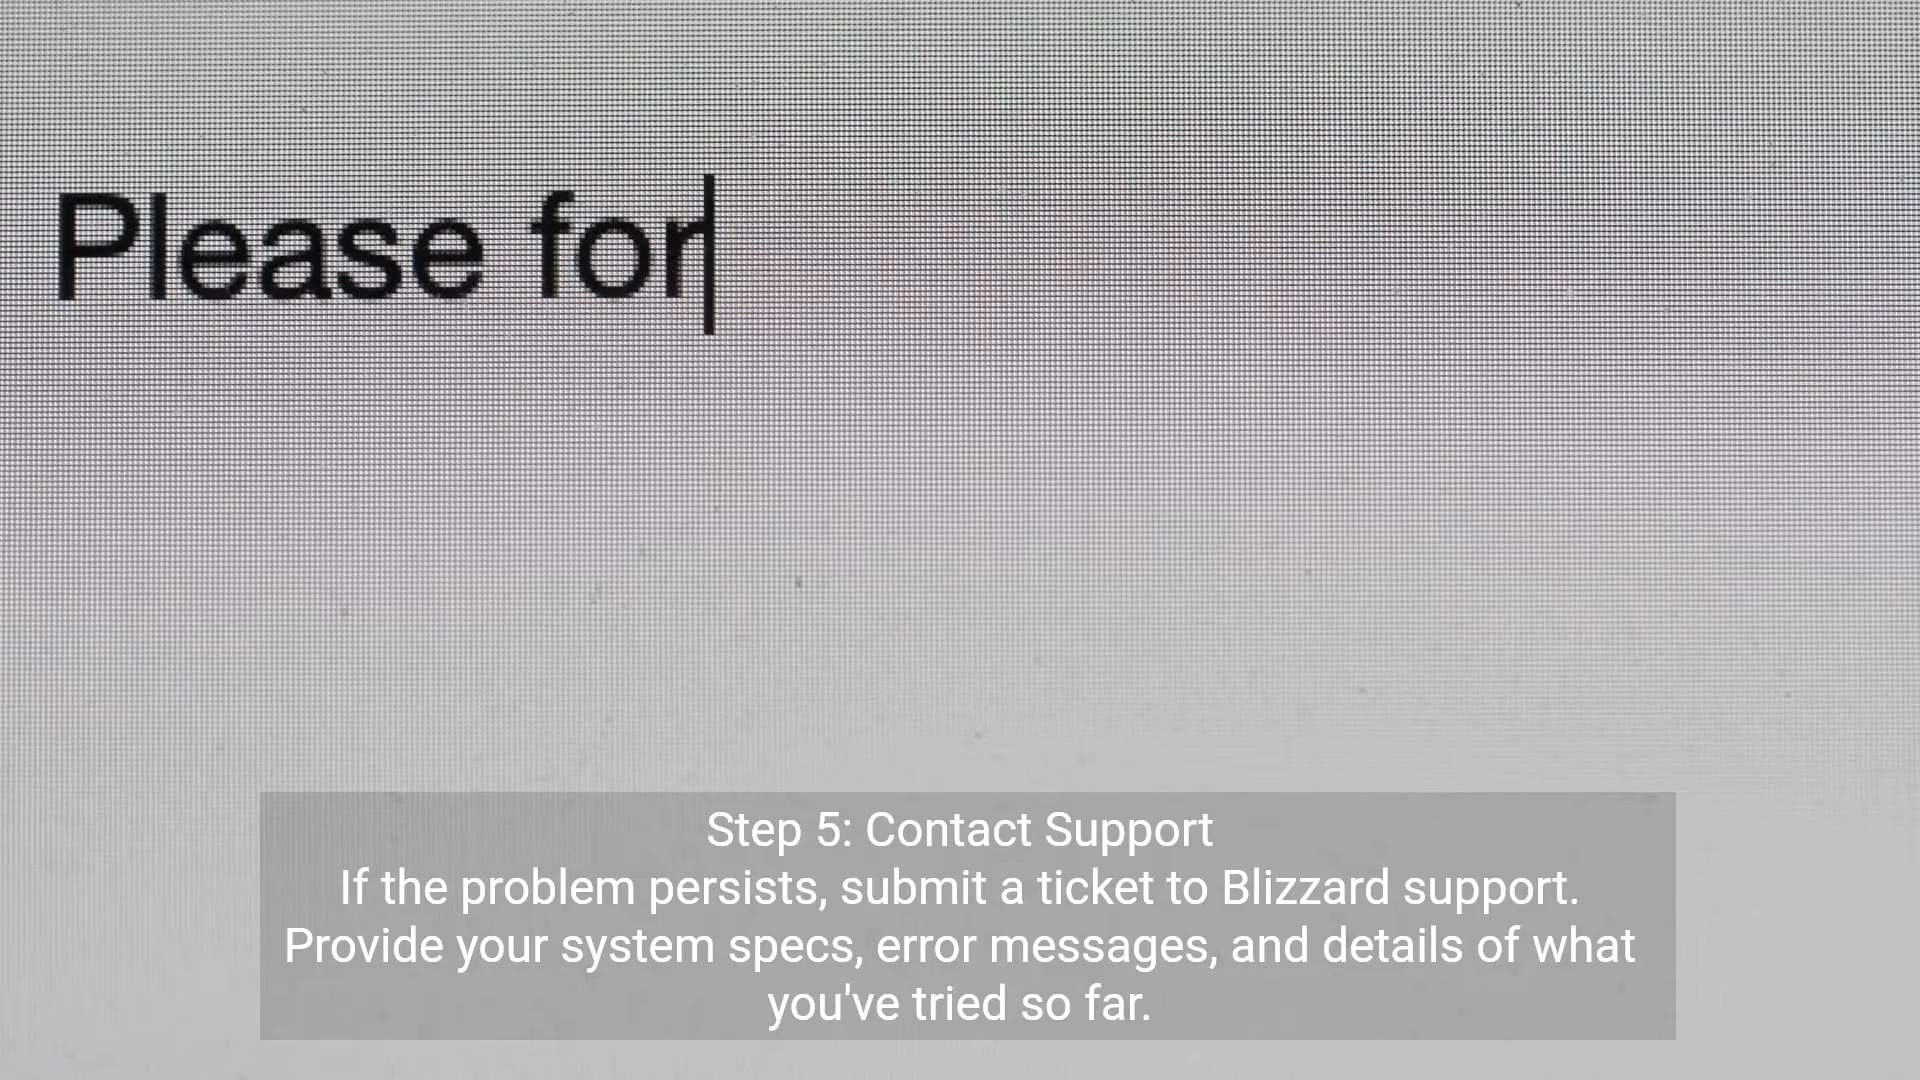 Please for
Step 5: Contact Support
If the problem persists, submit a ticket to Blizzard support.
Provide your system specs, error messages, and details of what
you've tried so far.